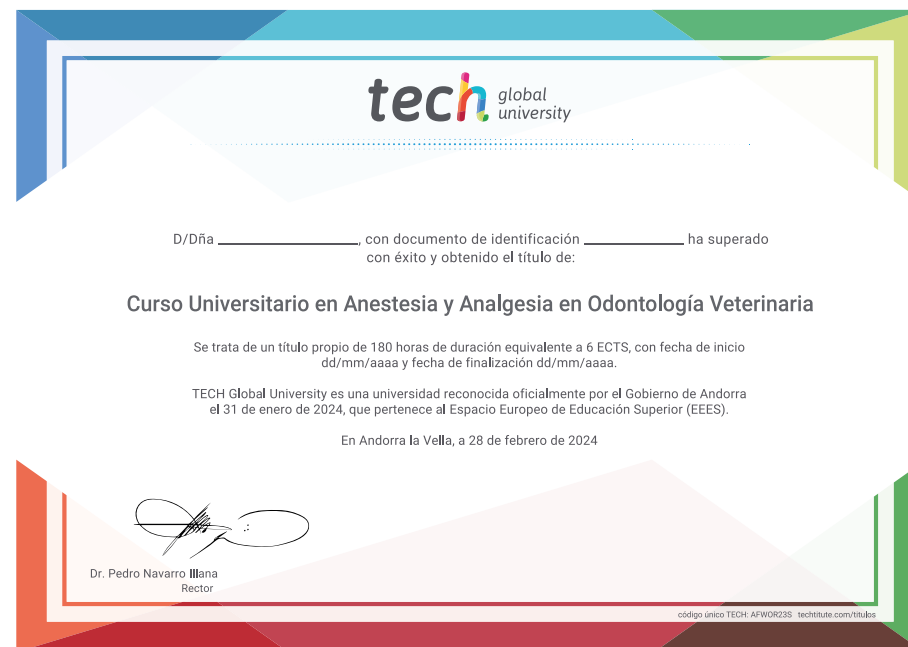 tech global
university
D/Dña ____________________, con documento de identificación ______________ ha superado
con éxito y obtenido el título de:
Curso Universitario en Anestesia y Analgesia en Odontología Veterinaria
Se trata de un título propio de 180 horas de duración equivalente a 6 ECTS, con fecha de inicio
dd/mm/aaaa y fecha de finalización dd/mm/aaaa.
TECH Global University es una universidad reconocida oficialmente por el Gobierno de Andorra
el 31 de enero de 2024, que pertenece al Espacio Europeo de Educación Superior (EEES).
En Andorra la Vella, a 28 de febrero de 2024
Dr. Pedro Navarro Illana
Rector
código único TECH: AFWOR23S techtitute.com/titulos